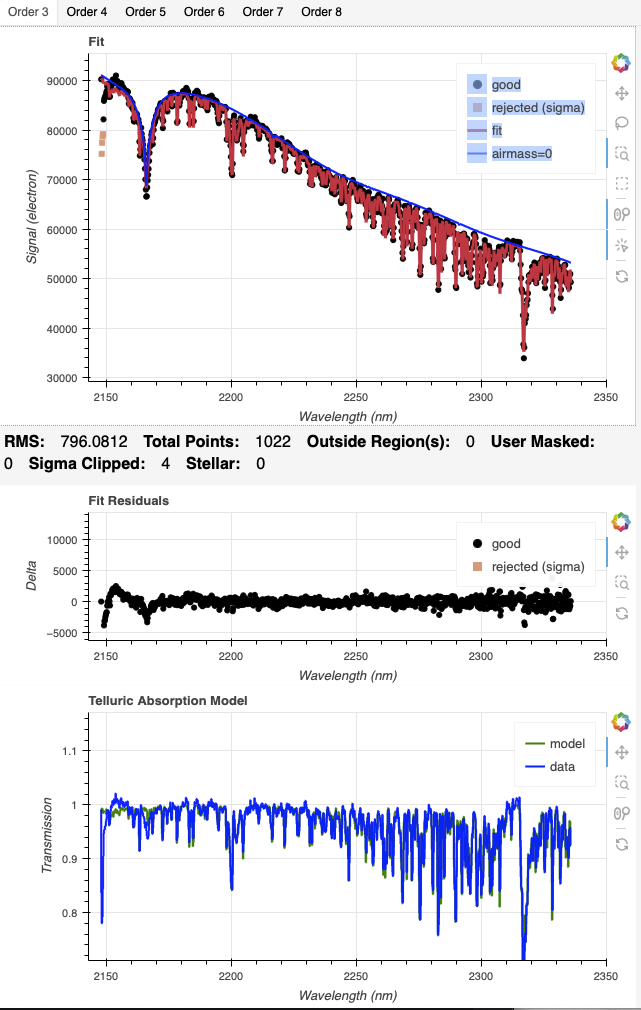 Order 3 Order 4 Order 5 Order 6 Order 7 Order 8
Fit
90000
80000
70000
60000
50000
40000
30000
Signal (electron)
good
rejected (sigma)
fit
airmass=0
2150 2200 2250 2300 2350
Wavelength (nm)
RMS: 796.0812 Total Points: 1022 Outside Region(s): 0 User Masked:
0 Sigma Clipped: 4 Stellar: 0
Fit Residuals
10000
5000
0
−5000
Delta
good
rejected (sigma)
2150 2200 2250 2300 2350
Wavelength (nm)
Telluric Absorption Model
1.1
1
0.9
0.8
Transmission
model
data
2150 2200 2250 2300 2350
Wavelength (nm)